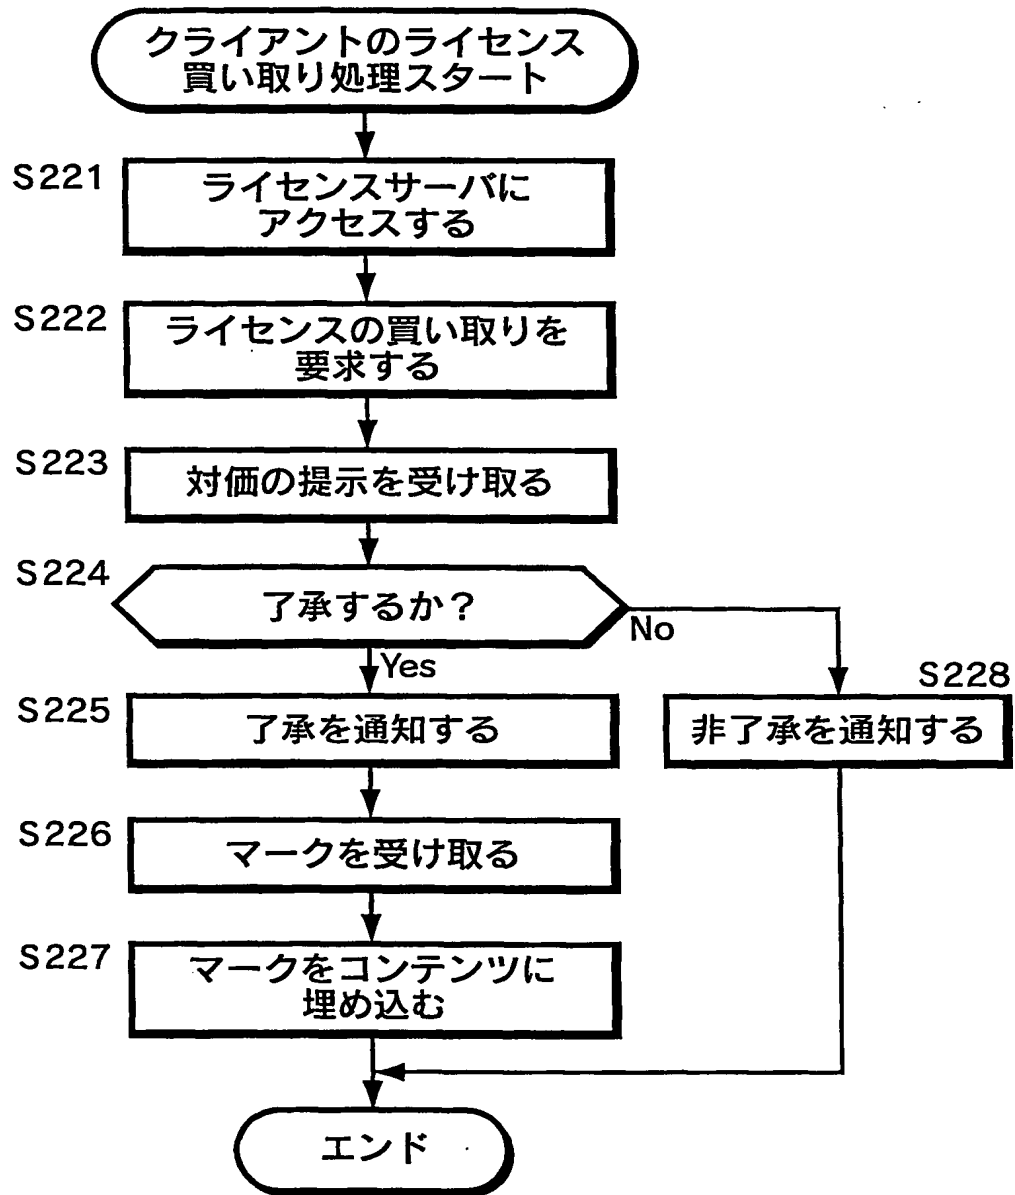 クライアントのライセンス
買い取り処理スタート
S221
ライセンスサーバに
アクセスする
S222
ライセンスの買い取りを
要求する
S223
対価の提示を受け取る
S224
了承するか？
No
Yes
S225
了承を通知する
S228
非了承を通知する
S226
マークを受け取る
S227
マークをコンテンツに
埋め込む
エンド